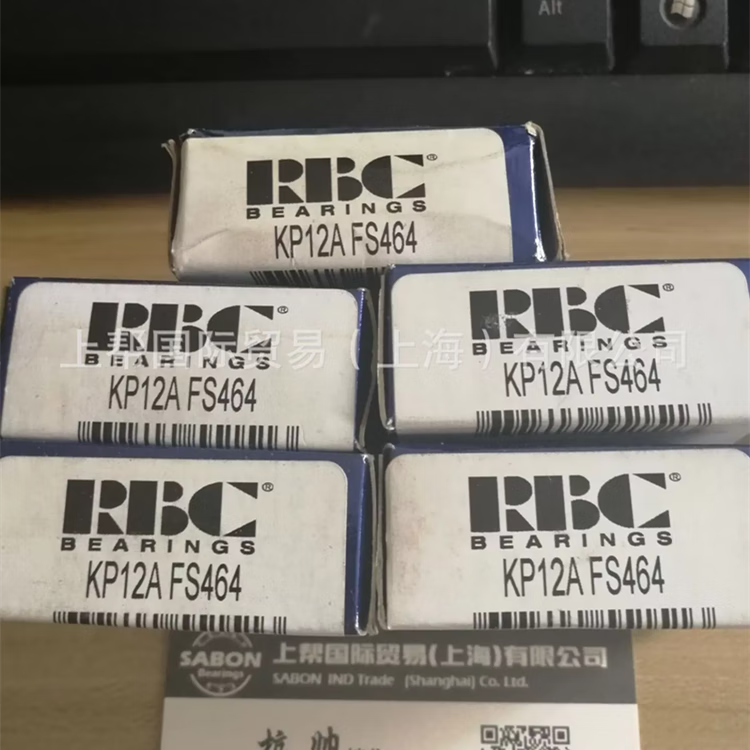 Alt
RBC®
BEARINGS
KP12A FS464
RBC®
BEARINGS
KP12A FS464
RBC®
BEARINGS
KP12A FS464
上帮国际贸易（上海）有限公司
RBC®
BEARINGS
KP12A FS464
RBC®
BEARINGS
KP12A FS464
SABON
Bearings
上帮国际贸易(上海)有限公司
SABON IND Trade (Shanghai) Co. Ltd.